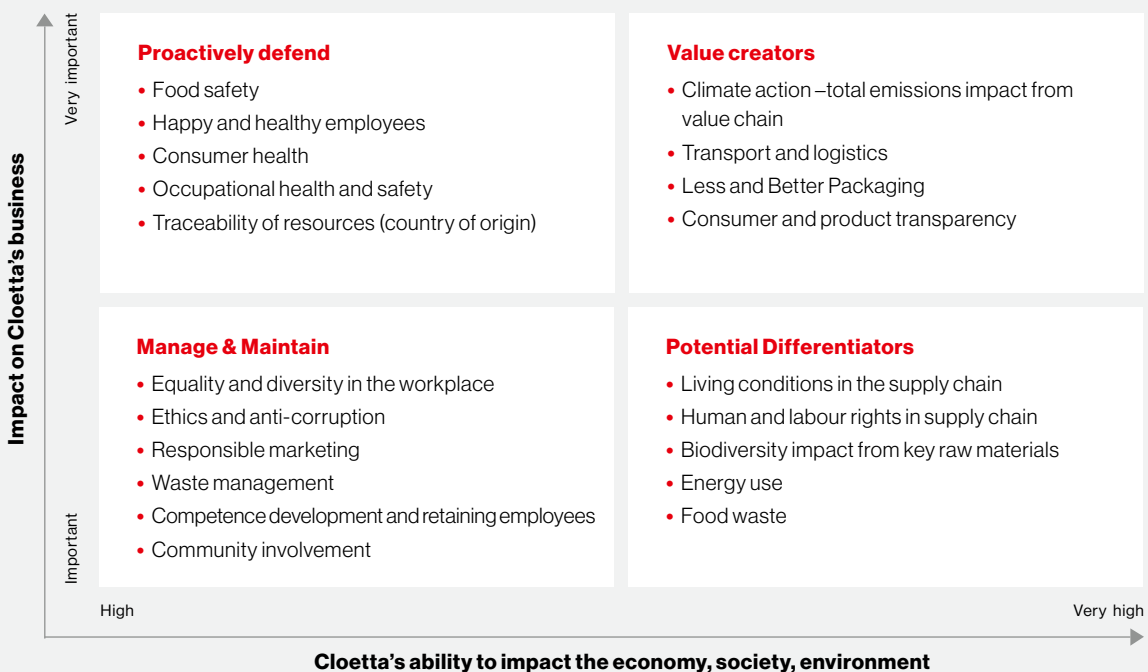 Impact on Cloetta's business
Very important
Important
Proactively defend
• Food safety
• Happy and healthy employees
• Consumer health
• Occupational health and safety
• Traceability of resources (country of origin)
Value creators
• Climate action –total emissions impact from
value chain
• Transport and logistics
• Less and Better Packaging
• Consumer and product transparency
Manage & Maintain
• Equality and diversity in the workplace
• Ethics and anti-corruption
• Responsible marketing
• Waste management
• Competence development and retaining employees
• Community involvement
Potential Differentiators
• Living conditions in the supply chain
• Human and labour rights in supply chain
• Biodiversity impact from key raw materials
• Energy use
• Food waste
High
Very high
Cloetta's ability to impact the economy, society, environment